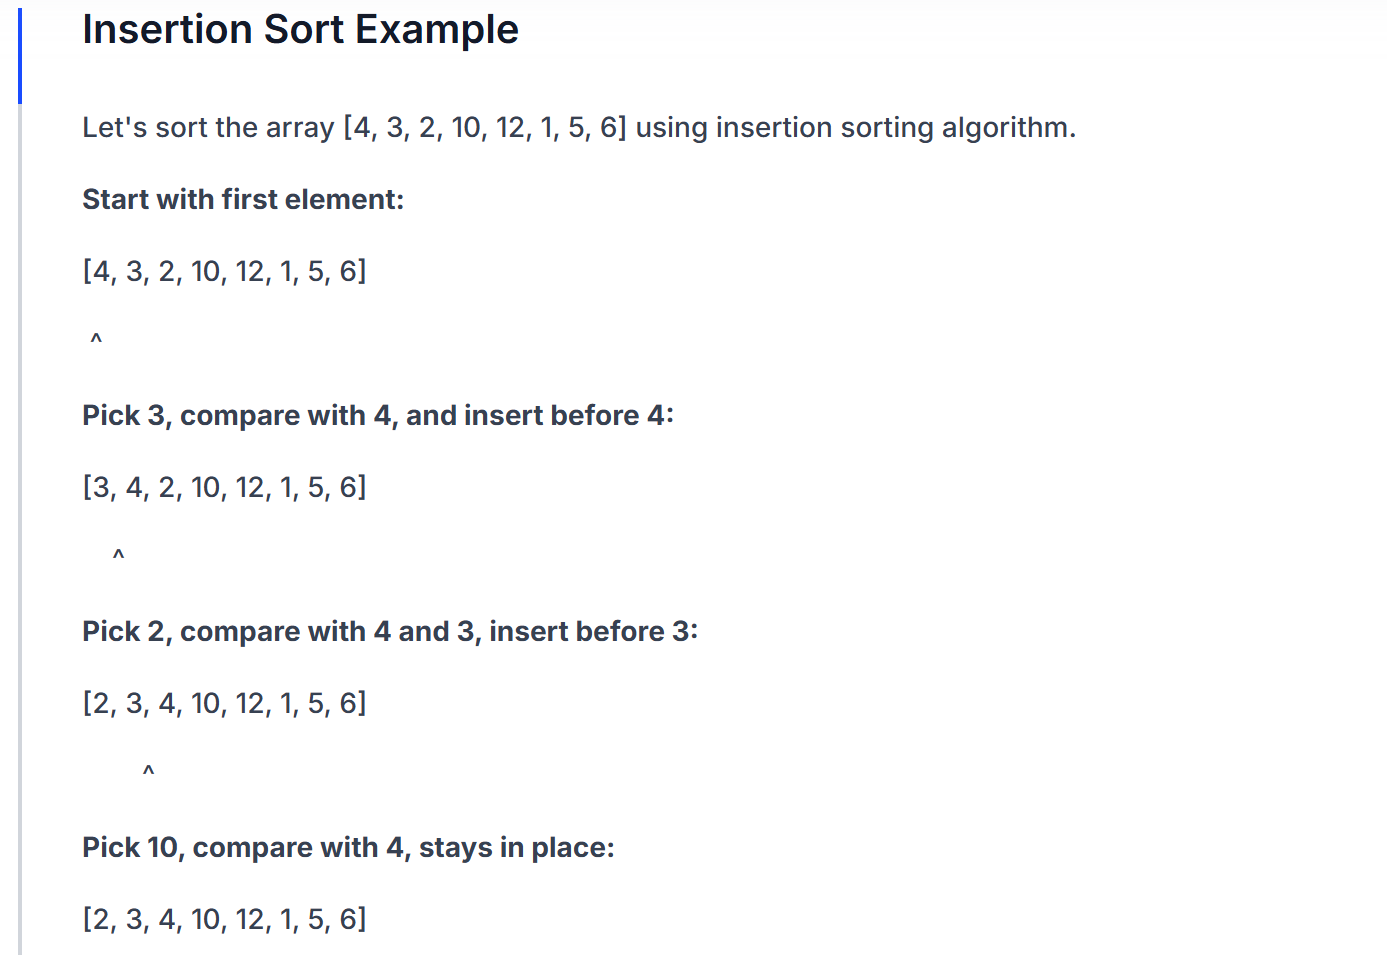 Insertion Sort Example
Let's sort the array [4, 3, 2, 10, 12, 1, 5, 6] using insertion sorting algorithm.
Start with first element:
[4, 3, 2, 10, 12, 1, 5, 6]
^
Pick 3, compare with 4, and insert before 4:
[3, 4, 2, 10, 12, 1, 5, 6]
^
Pick 2, compare with 4 and 3, insert before 3:
[2, 3, 4, 10, 12, 1, 5, 6]
^
Pick 10, compare with 4, stays in place:
[2, 3, 4, 10, 12, 1, 5, 6]